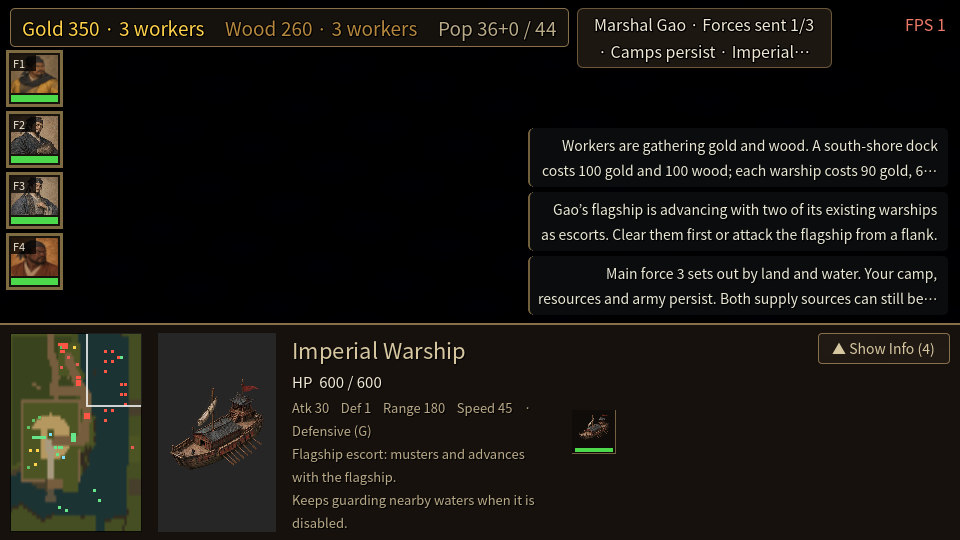 Gold 350 · 3 workers Wood 260 · 3 workers Pop 36+0 / 44
Marshal Gao · Forces sent 1/3
· Camps persist · Imperial…
FPS 1
F1
F2
F3
F4
Workers are gathering gold and wood. A south-shore dock
costs 100 gold and 100 wood; each warship costs 90 gold, 6…
Gao’s flagship is advancing with two of its existing warships
as escorts. Clear them first or attack the flagship from a flank.
Main force 3 sets out by land and water. Your camp,
resources and army persist. Both supply sources can still be…
Imperial Warship
HP 600 / 600
Atk 30 Def 1 Range 180 Speed 45 ·
Defensive (G)
Flagship escort: musters and advances
with the flagship.
Keeps guarding nearby waters when it is
disabled.
▲ Show Info (4)